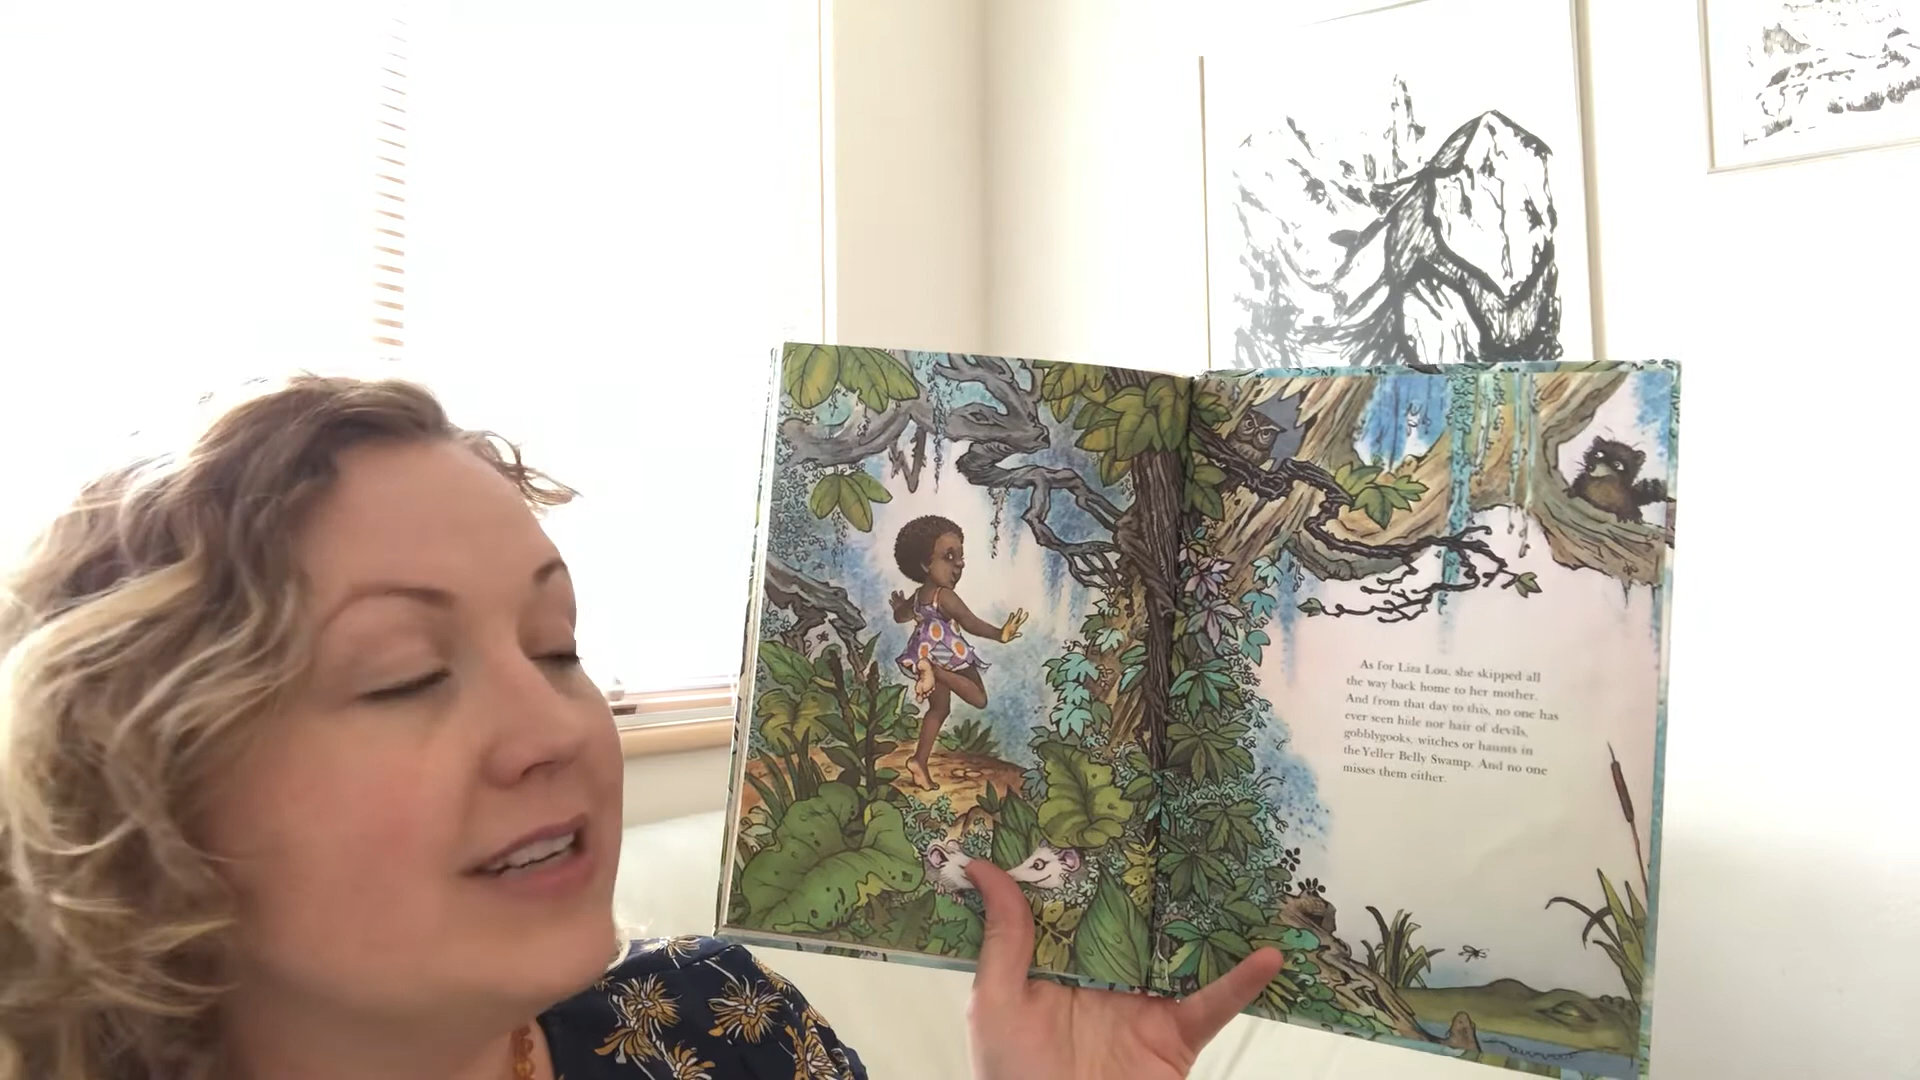 As for Liza Lou, she skipped all
the way back home to her mother.
And from that day to this, no one has
ever seen hide nor hair of devils,
gobblygooks, witches or haunts in
the Yeller Belly Swamp. And no one
misses them either.